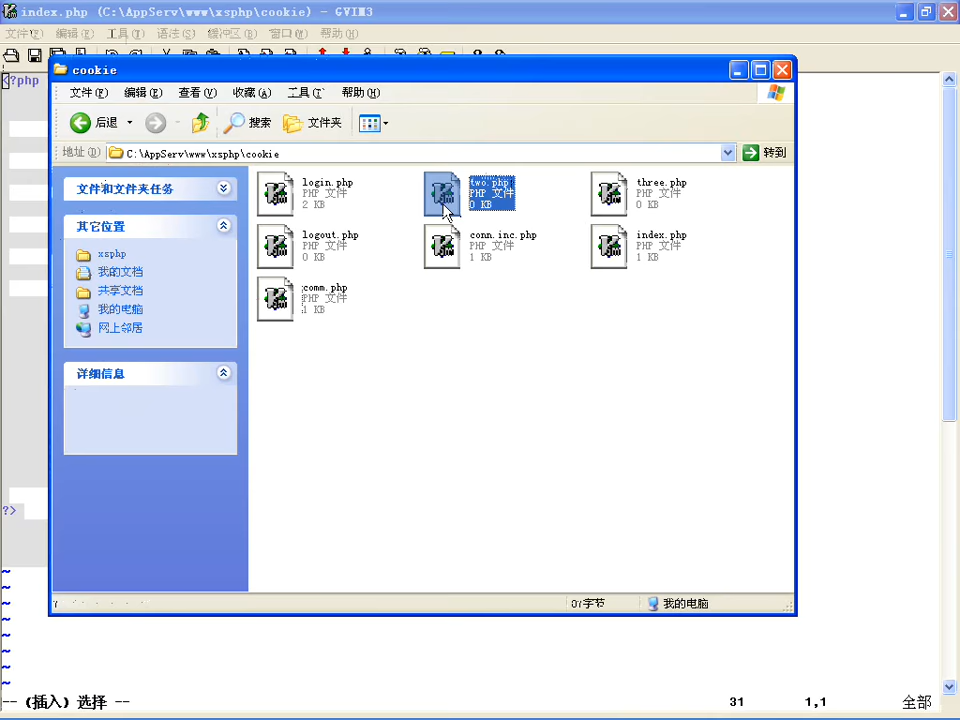 index.php (C:\AppServ\www\xsphp\cookie) - GVIM3
文件(F) 编辑(E) 工具(T) 语法(S) 缓冲区(B) 窗口(W) 帮助(H)
<?php
cookie
文件(F) 编辑(E) 查看(V) 收藏(A) 工具(T) 帮助(H)
后退 搜索 文件夹
地址(D) C:\AppServ\www\xsphp\cookie 转到
文件和文件夹任务
其它位置
xsphp
我的文档
共享文档
我的电脑
网上邻居
详细信息
login.php
PHP 文件
2 KB
two.php
PHP 文件
0 KB
three.php
PHP 文件
0 KB
logout.php
PHP 文件
0 KB
conn.inc.php
PHP 文件
1 KB
index.php
PHP 文件
1 KB
comm.php
PHP 文件
1 KB
?>
~
~
~
~
~
~
~
~
字节 我的电脑
-- (插入) 选择 -- 31 1,1 全部